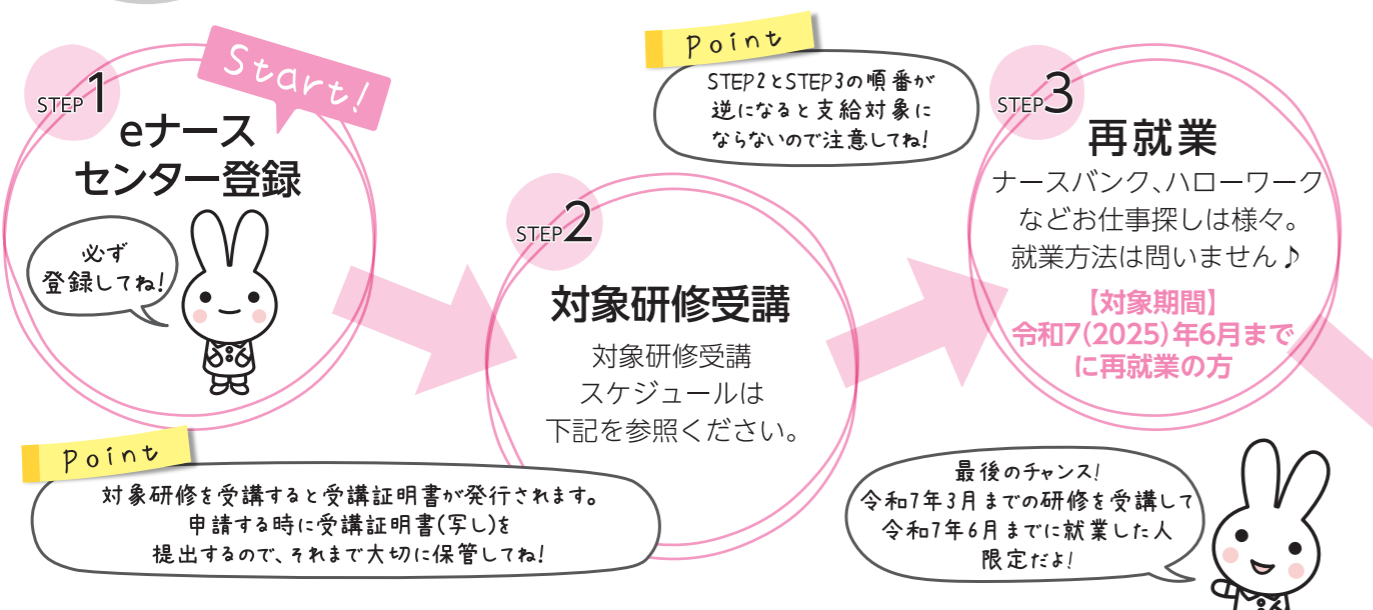 Start!
STEP1
eナース
センター登録
必ず
登録してね!
Point
対象研修を受講すると受講証明書が発行されます。
申請する時に受講証明書(写し)を
提出するので、それまで大切に保管してね!
STEP2
対象研修受講
対象研修受講
スケジュールは
下記を参照ください。
Point
STEP2とSTEP3の順番が
逆になると支給対象に
ならないので注意してね!
STEP3
再就業
ナースバンク、ハローワーク
などお仕事探しは様々。
就業方法は問いません♪
【対象期間】
令和7(2025)年6月まで
に再就業の方
最後のチャンス!
令和7年3月までの研修を受講して
令和7年6月までに就業した人
限定だよ!